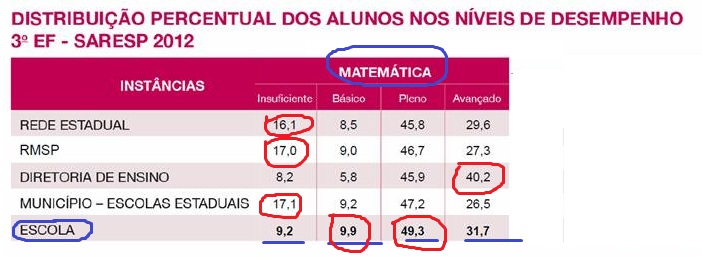 DISTRIBUIÇÃO PERCENTUAL DOS ALUNOS NOS NÍVEIS DE DESEMPENHO
3º EF - SARESP 2012
INSTÂNCIAS MATEMÁTICA
Insuficiente Básico Pleno Avançado
REDE ESTADUAL 16,1 8,5 45,8 29,6
RMSP 17,0 9,0 46,7 27,3
DIRETORIA DE ENSINO 8,2 5,8 45,9 40,2
MUNICÍPIO – ESCOLAS ESTADUAIS 17,1 9,2 47,2 26,5
ESCOLA 9,2 9,9 49,3 31,7